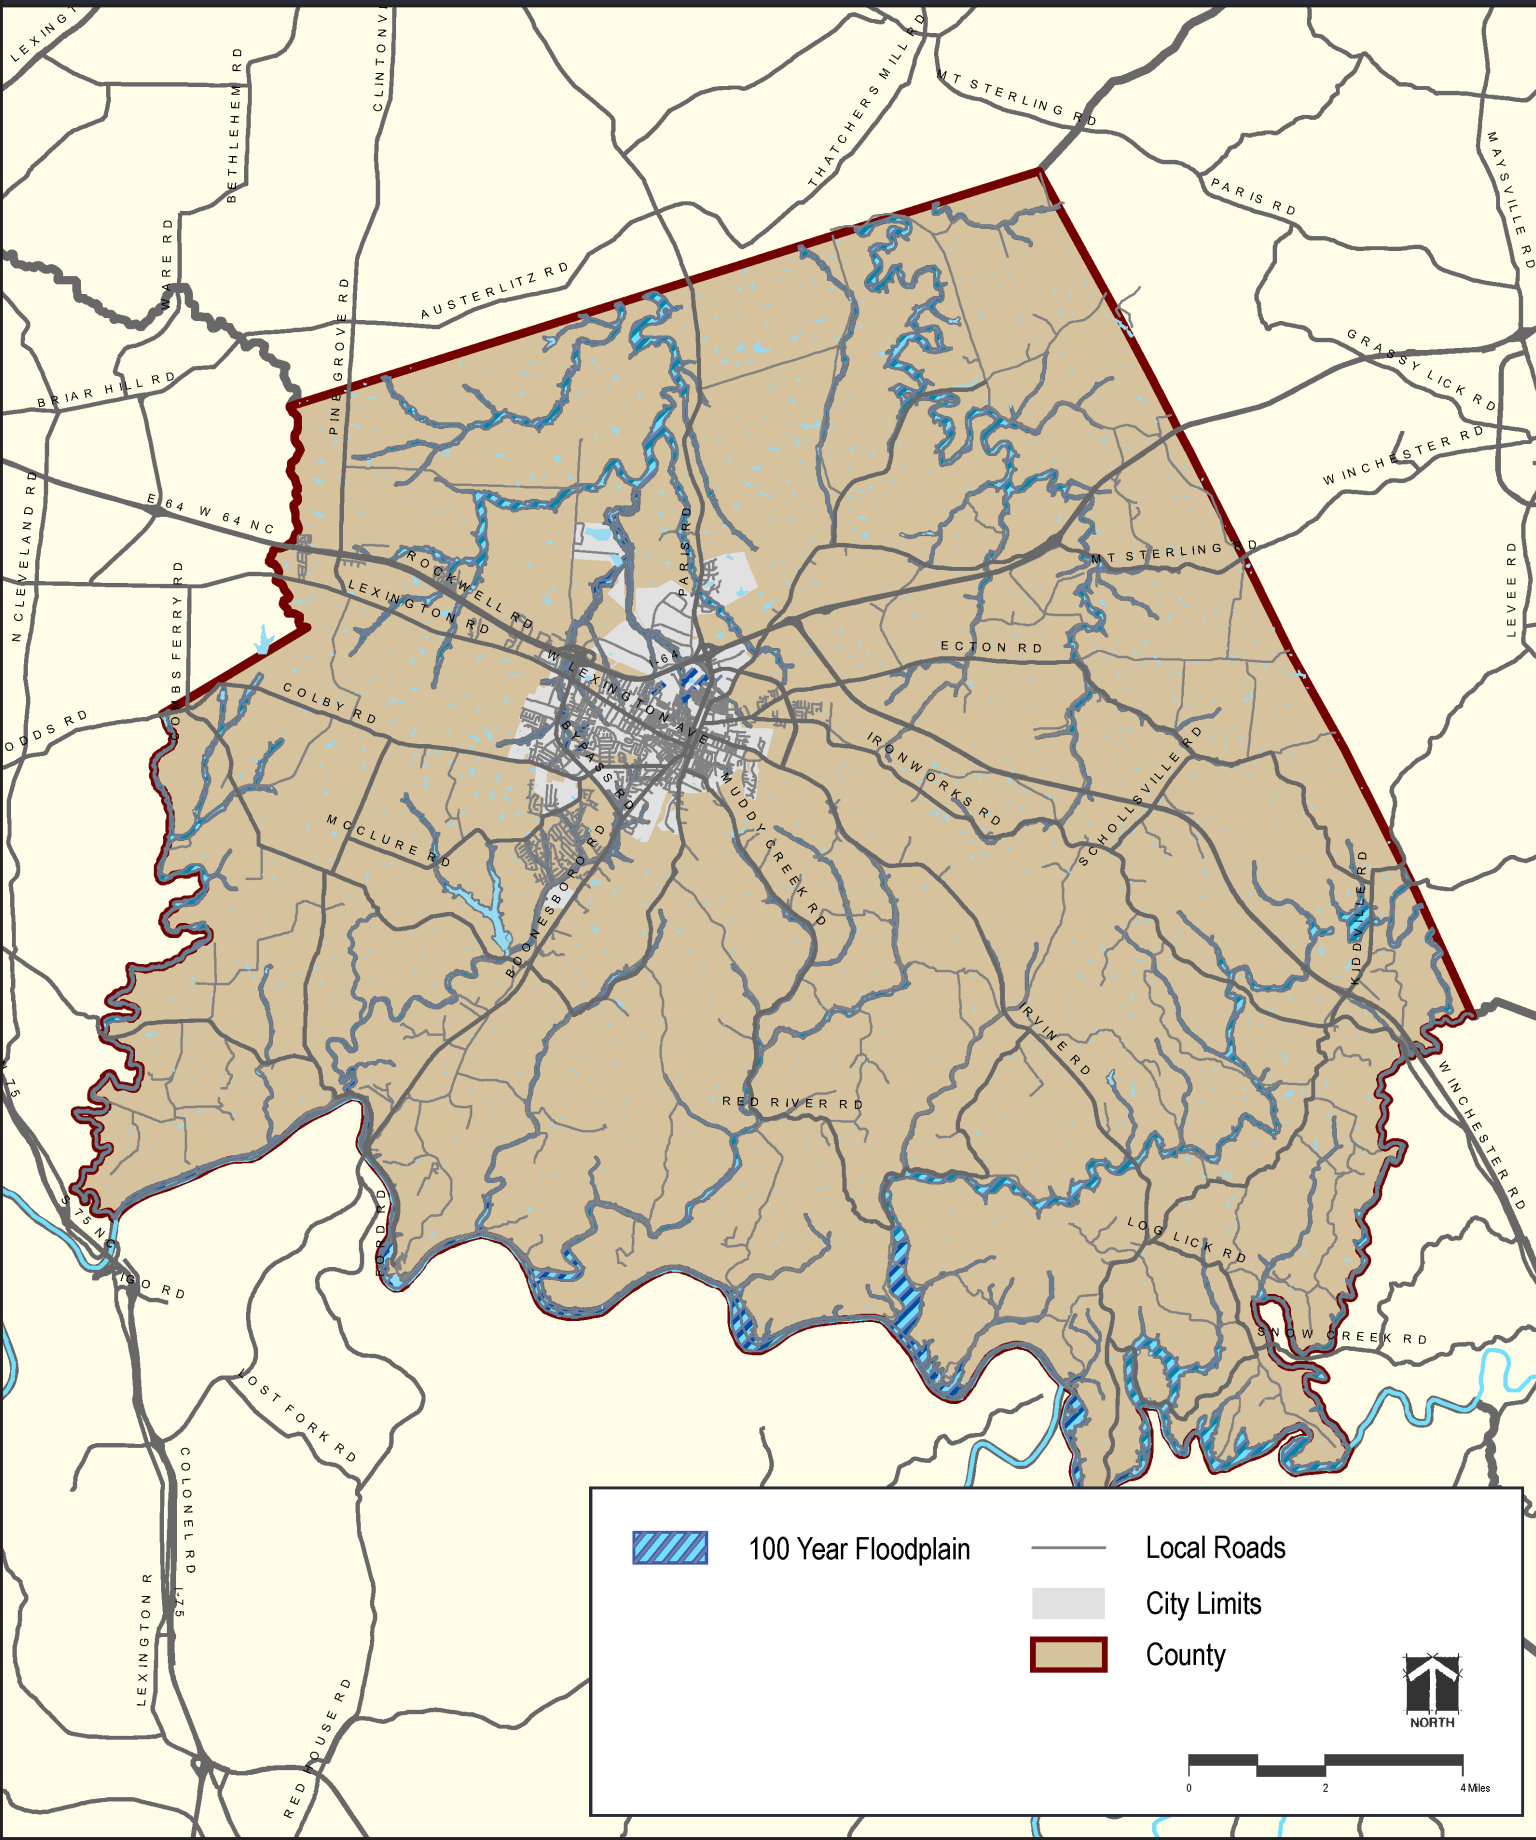 LEXINGT
BETHLEHEM RD
CLINTONV
THATCHERS MILL RD
MT STERLING RD
MAYSVILLE RD
PARIS RD
WARE RD
AUSTERLITZ RD
PINEGROVE RD
BRIAR HILL RD
GRASSY LICK RD
WINCHESTER RD
E 64 W 64 NC
N CLEVELAND RD
ROCKWELL RD
LEXINGTON RD
PARIS RD
MT STERLING RD
LEVEE RD
COMBS FERRY RD
I-64
ECTON RD
W LEXINGTON AVE
COLBY RD
ODDS RD
BYPASS RD
IRONWORKS RD
SCHOLLSVILLE RD
MUDDY CREEK RD
MCCLURE RD
BOONESBORO RD
KIDDVILLE RD
IRVINE RD
75
RED RIVER RD
WINCHESTER RD
S 75 NC
FORD RD
LOG LICK RD
IGO RD
SNOW CREEK RD
LOST FORK RD
COLONEL RD
I-75
LEXINGTON R
RED HOUSE RD
100 Year Floodplain
Local Roads
City Limits
County
NORTH
0 2 4 Miles